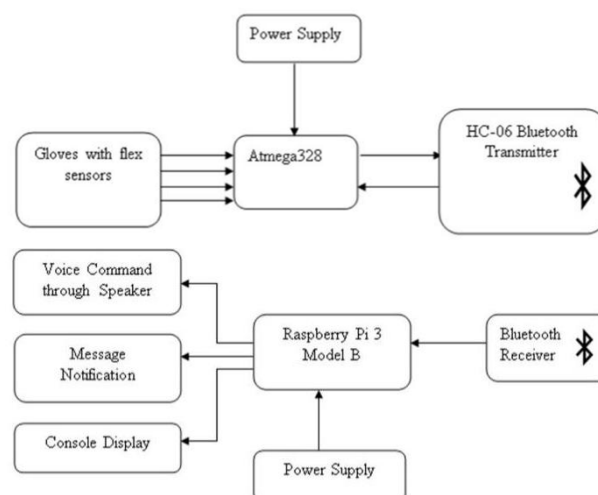 Power Supply
Gloves with flex
sensors
Atmega328
HC-06 Bluetooth
Transmitter
Voice Command
through Speaker
Message
Notification
Console Display
Raspberry Pi 3
Model B
Bluetooth
Receiver
Power Supply